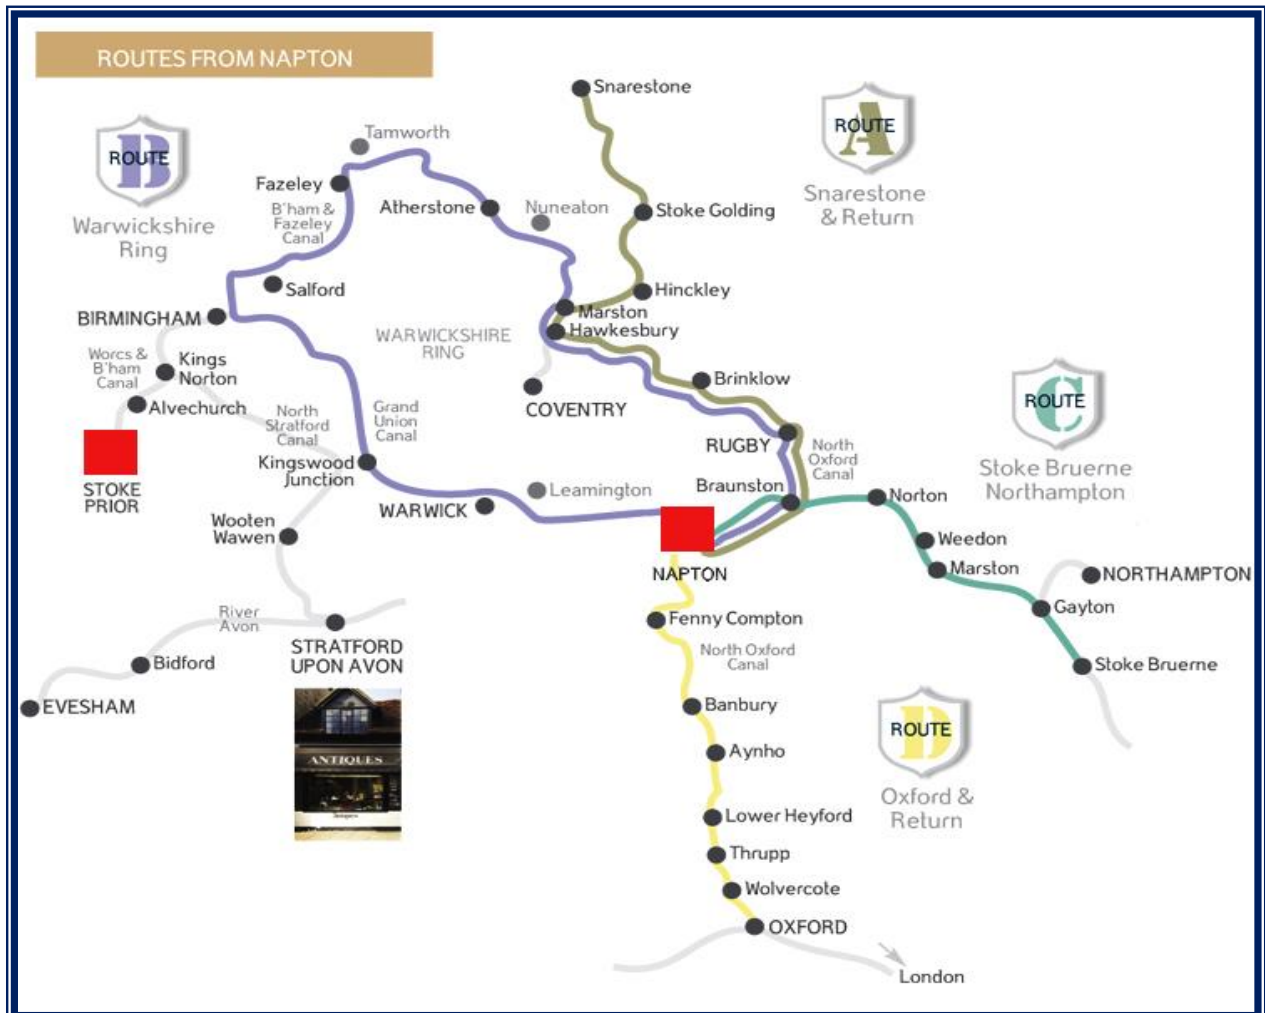 ROUTES FROM NAPTON
Snarestone
ROUTE
A
Snarestone
& Return
Tamworth
ROUTE
B
Warwickshire
Ring
Fazeley
B'ham &
Fazeley
Canal
Atherstone
Nuneaton
Stoke Golding
Salford
Hinckley
BIRMINGHAM
Marston
Hawkesbury
WARWICKSHIRE
RING
Worcs &
B'ham
Canal
Kings
Norton
Brinklow
Alvechurch
COVENTRY
ROUTE
C
Stoke Bruerne
Northampton
North
Stratford
Canal
Grand
Union
Canal
RUGBY
North
Oxford
Canal
Kingswood
Junction
STOKE
PRIOR
Leamington
Braunston
Norton
WARWICK
Wooten
Wawen
Weedon
NAPTON
Marston
NORTHAMPTON
River
Avon
Fenny Compton
Gayton
STRATFORD
UPON AVON
North Oxford
Canal
Bidford
Stoke Bruerne
EVESHAM
Banbury
ROUTE
D
Oxford &
Return
Aynho
ANTIQUES
Lower Heyford
Thrupp
Wolvercote
OXFORD
London